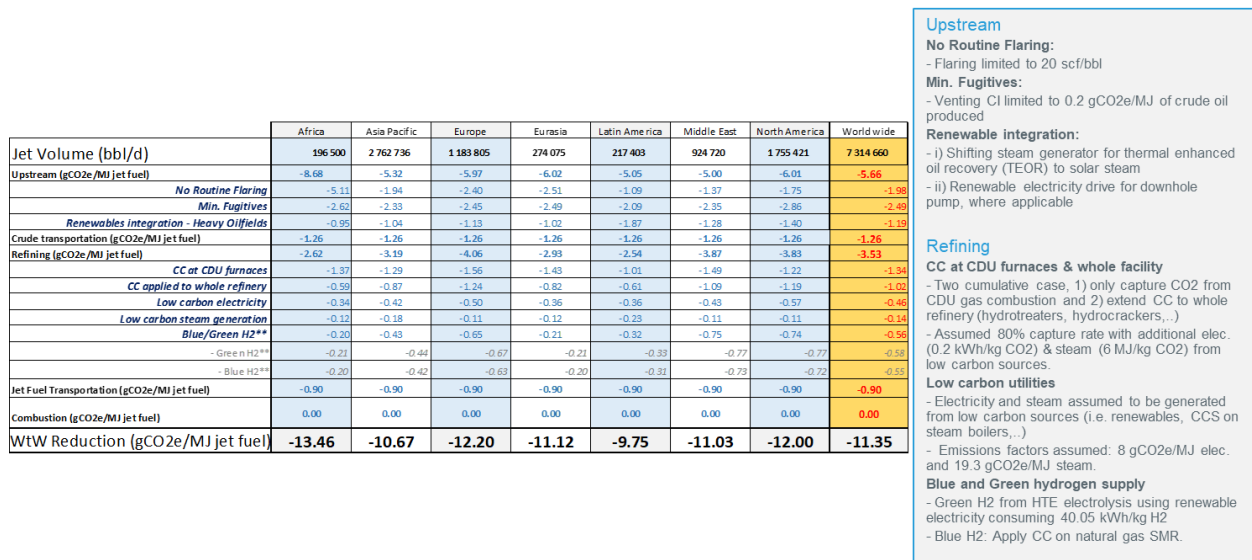 Africa Asia Pacific Europe Eurasia Latin America Middle East North America World wide
Jet Volume (bbl/d) 196 500 2 762 736 1 183 805 274 075 217 403 924 720 1 755 421 7 314 660
Upstream (gCO2e/MJ jet fuel) -8.68 -5.32 -5.97 -6.02 -5.05 -5.00 -6.01 -5.66
No Routine Flaring -5.11 -1.94 -2.40 -2.51 -1.09 -1.37 -1.75 -1.98
Min. Fugitives -2.62 -2.33 -2.45 -2.49 -2.09 -2.35 -2.86 -2.49
Renewables integration - Heavy Oilfields -0.95 -1.04 -1.13 -1.02 -1.87 -1.28 -1.40 -1.19
Crude transportation (gCO2e/MJ jet fuel) -1.26 -1.26 -1.26 -1.26 -1.26 -1.26 -1.26 -1.26
Refining (gCO2e/MJ jet fuel) -2.62 -3.19 -4.06 -2.93 -2.54 -3.87 -3.83 -3.53
CC at CDU furnaces -1.37 -1.29 -1.56 -1.43 -1.01 -1.49 -1.22 -1.34
CC applied to whole refinery -0.59 -0.87 -1.24 -0.82 -0.61 -1.09 -1.19 -1.02
Low carbon electricity -0.34 -0.42 -0.50 -0.36 -0.36 -0.43 -0.57 -0.46
Low carbon steam generation -0.12 -0.18 -0.11 -0.12 -0.23 -0.11 -0.11 -0.14
Blue/Green H2** -0.20 -0.43 -0.65 -0.21 -0.32 -0.75 -0.74 -0.56
- Green H2** -0.21 -0.44 -0.67 -0.21 -0.33 -0.77 -0.77 -0.58
- Blue H2** -0.20 -0.42 -0.63 -0.20 -0.31 -0.73 -0.72 -0.55
Jet Fuel Transportation (gCO2e/MJ jet fuel) -0.90 -0.90 -0.90 -0.90 -0.90 -0.90 -0.90 -0.90
Combustion (gCO2e/MJ jet fuel) 0.00 0.00 0.00 0.00 0.00 0.00 0.00 0.00
WtW Reduction (gCO2e/MJ jet fuel) -13.46 -10.67 -12.20 -11.12 -9.75 -11.03 -12.00 -11.35
Upstream
No Routine Flaring:
- Flaring limited to 20 scf/bbl
Min. Fugitives:
- Venting CI limited to 0.2 gCO2e/MJ of crude oil
produced
Renewable integration:
- i) Shifting steam generator for thermal enhanced
oil recovery (TEOR) to solar steam
- ii) Renewable electricity drive for downhole
pump, where applicable
Refining
CC at CDU furnaces & whole facility
- Two cumulative case, 1) only capture CO2 from
CDU gas combustion and 2) extend CC to whole
refinery (hydrotreaters, hydrocrackers,..)
- Assumed 80% capture rate with additional elec.
(0.2 kWh/kg CO2) & steam (6 MJ/kg CO2) from
low carbon sources.
Low carbon utilities
- Electricity and steam assumed to be generated
from low carbon sources (i.e. renewables, CCS on
steam boilers,..)
- Emissions factors assumed: 8 gCO2e/MJ elec.
and 19.3 gCO2e/MJ steam.
Blue and Green hydrogen supply
- Green H2 from HTE electrolysis using renewable
electricity consuming 40.05 kWh/kg H2
- Blue H2: Apply CC on natural gas SMR.